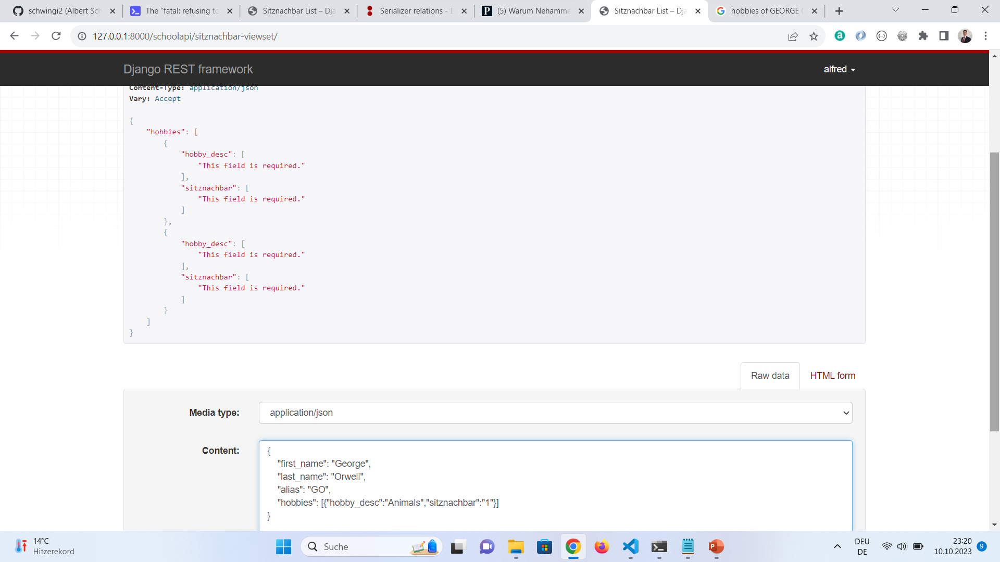 schwingi2 (Albert Sch
The “fatal: refusing to
Sitznachbar List – Dja
Serializer relations - D
(5) Warum Nehamme
Sitznachbar List – Dja
hobbies of GEORGE O
127.0.0.1:8000/schoolapi/sitznachbar-viewset/
Django REST framework
alfred
Content-Type: application/json
Vary: Accept
{
"hobbies": [
{
"hobby_desc": [
"This field is required."
],
"sitznachbar": [
"This field is required."
]
},
{
"hobby_desc": [
"This field is required."
],
"sitznachbar": [
"This field is required."
]
}
]
}
Raw data
HTML form
Media type:
application/json
Content:
{
"first_name": "George",
"last_name": "Orwell",
"alias": "GO",
"hobbies": [{"hobby_desc":"Animals","sitznachbar":"1"}]
}
14°C
Hitzerekord
Suche
DEU
DE
23:20
10.10.2023
9